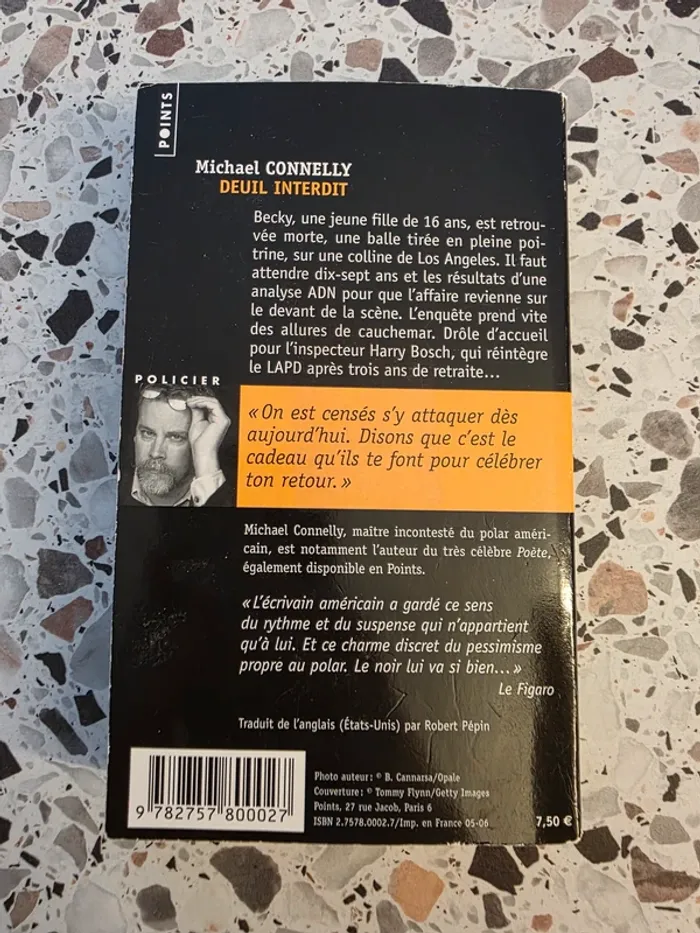 POINTS
Michael CONNELLY
DEUIL INTERDIT
Becky, une jeune fille de 16 ans, est retrou-
vée morte, une balle tirée en pleine poi-
trine, sur une colline de Los Angeles. Il faut
attendre dix-sept ans et les résultats d'une
analyse ADN pour que l'affaire revienne sur
le devant de la scène. L'enquête prend vite
des allures de cauchemar. Drôle d'accueil
pour l'inspecteur Harry Bosch, qui réintègre
le LAPD après trois ans de retraite...
POLICIER
« On est censés s'y attaquer dès
aujourd'hui. Disons que c'est le
cadeau qu'ils te font pour célébrer
ton retour. »
Michael Connelly, maître incontesté du polar améri-
cain, est notamment l'auteur du très célèbre Poète,
également disponible en Points.
« L'écrivain américain a gardé ce sens
du rythme et du suspense qui n'appartient
qu'à lui. Et ce charme discret du pessimisme
propre au polar. Le noir lui va si bien... »
Le Figaro
Traduit de l'anglais (États-Unis) par Robert Pépin
Photo auteur : © B. Cannarsa/Opale
Couverture : © Tommy Flynn/Getty Images
Points, 27 rue Jacob, Paris 6
ISBN 2.7578.0002.7/Imp. en France 05-06
7,50 €
9 782757 800027